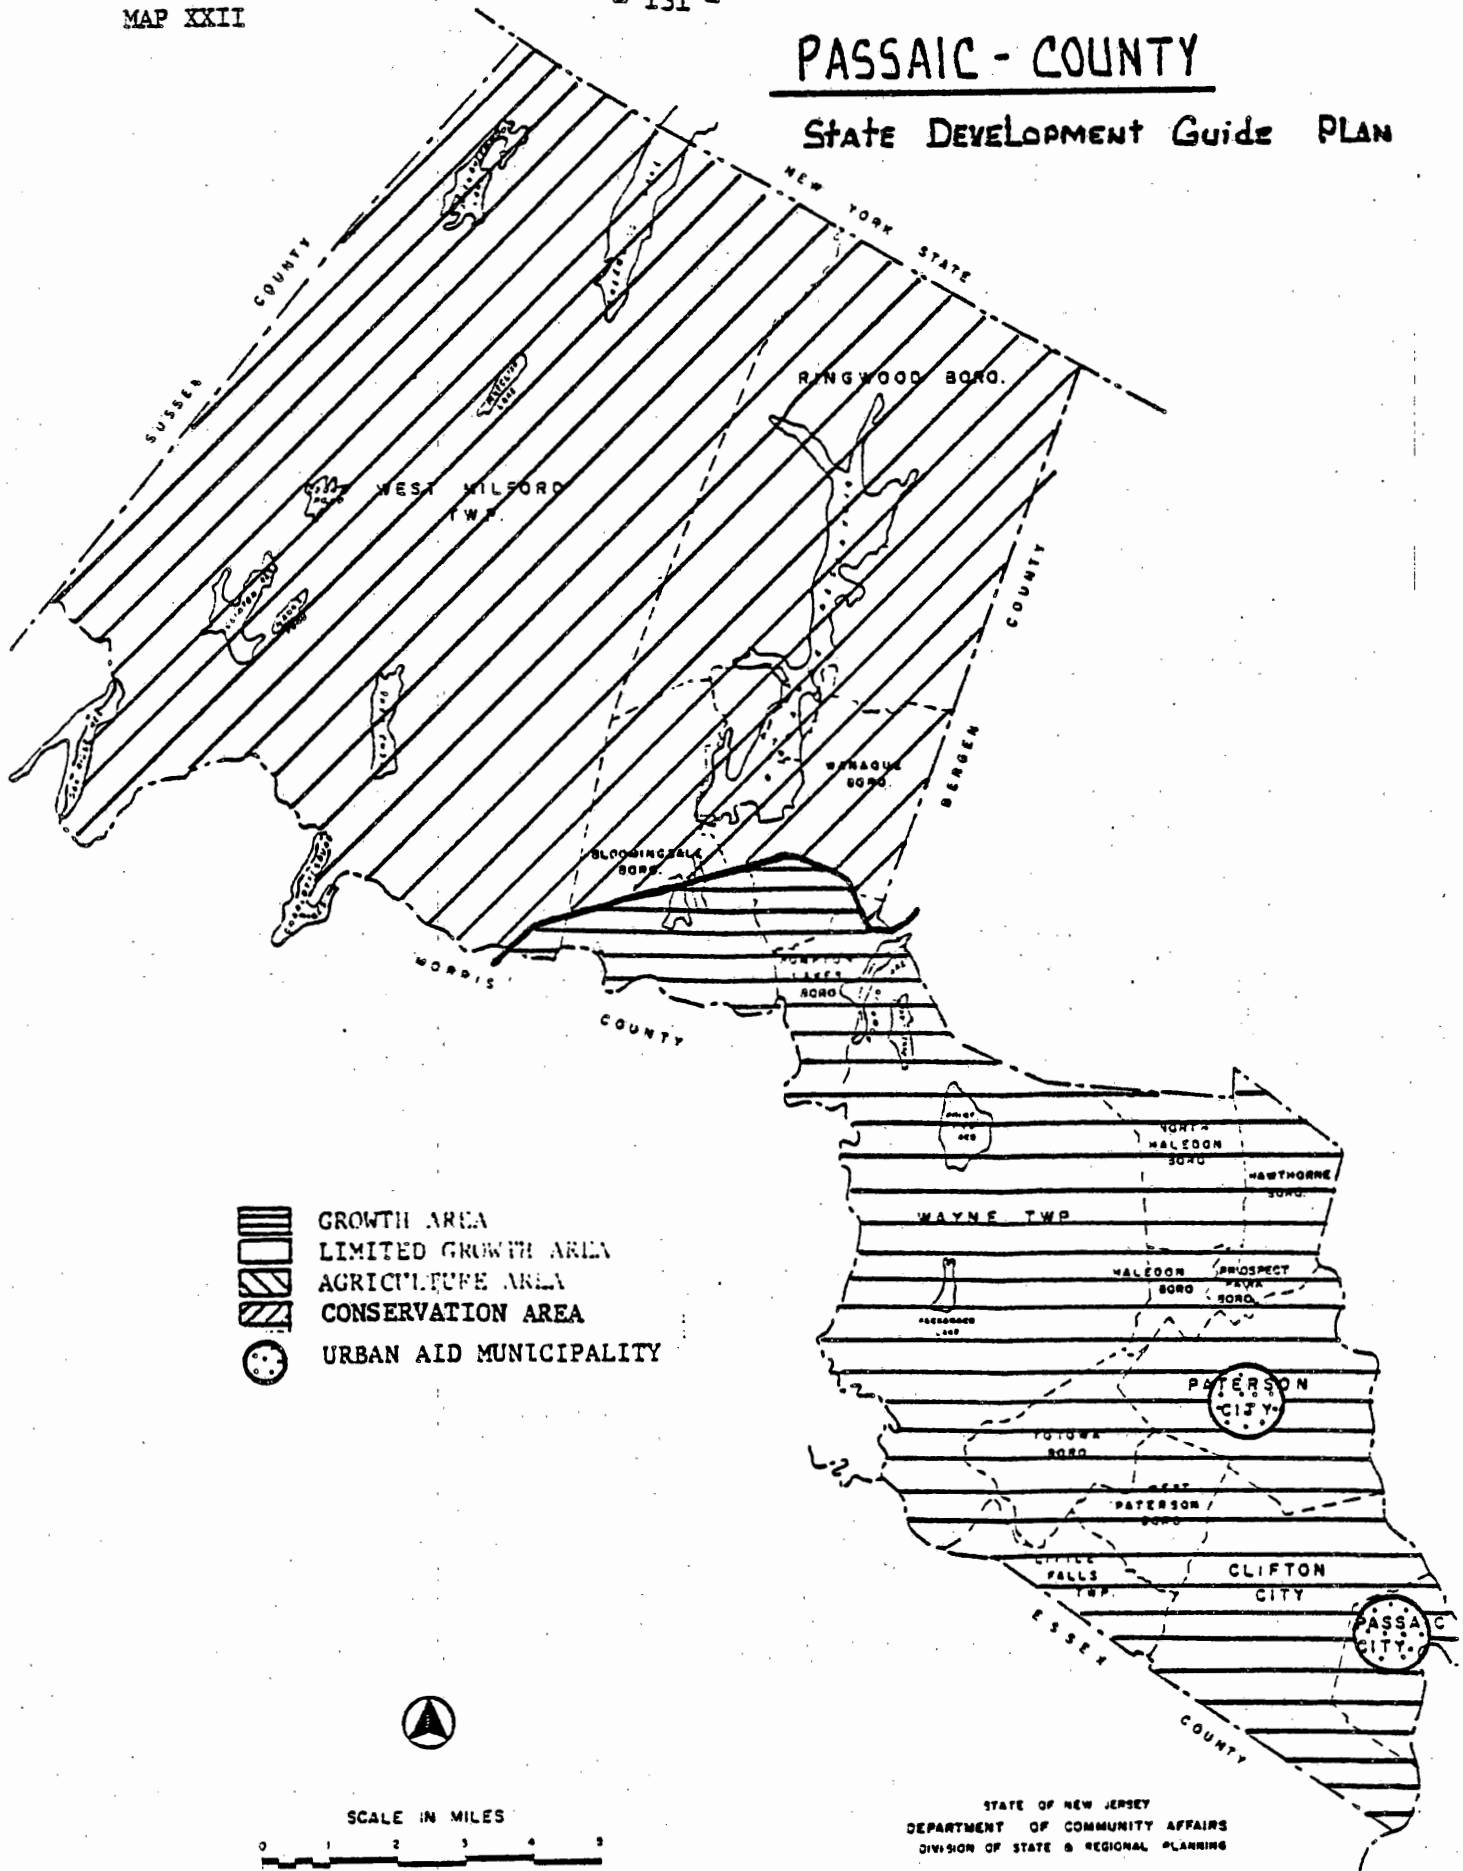 MAP XXII
- 131 -
PASSAIC - COUNTY
State DEVELOPMENT Guide PLAN
NEW YORK STATE
SUSSEX COUNTY
RINGWOOD BORO.
WEST MILFORD
TWP.
BERGEN COUNTY
WANAQUE
BORO.
BLOOMINGDALE
BORO.
MORRIS COUNTY
POMPTON
LAKES
BORO
NORTH
HALEDON
BORO
HAWTHORNE
BORO.
WAYNE TWP
HALEDON
BORO
PROSPECT
PARK
BORO.
GROWTH AREA
LIMITED GROWTH AREA
AGRICULTURE AREA
CONSERVATION AREA
URBAN AID MUNICIPALITY
PATERSON
CITY
TOTOWA
BORO
WEST
PATERSON
BORO
LITTLE
FALLS
TWP.
CLIFTON
CITY
PASSAIC
CITY
ESSEX COUNTY
SCALE IN MILES
0 1 2 3 4 5
STATE OF NEW JERSEY
DEPARTMENT OF COMMUNITY AFFAIRS
DIVISION OF STATE & REGIONAL PLANNING